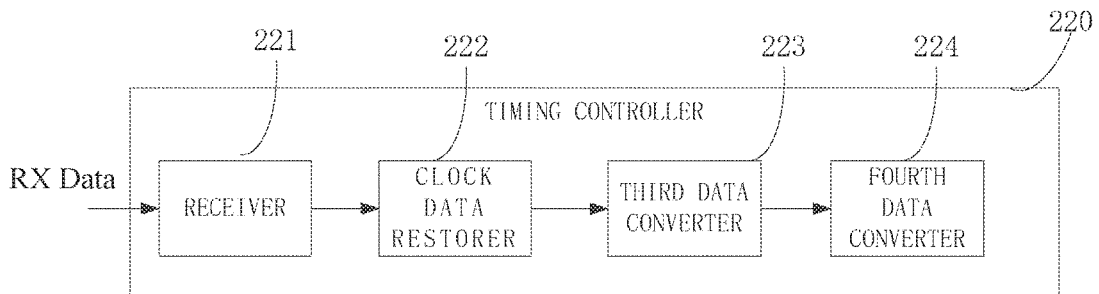 221
222
223
224
220
TIMING CONTROLLER
RX Data
RECEIVER
CLOCK
DATA
RESTORER
THIRD DATA
CONVERTER
FOURTH
DATA
CONVERTER